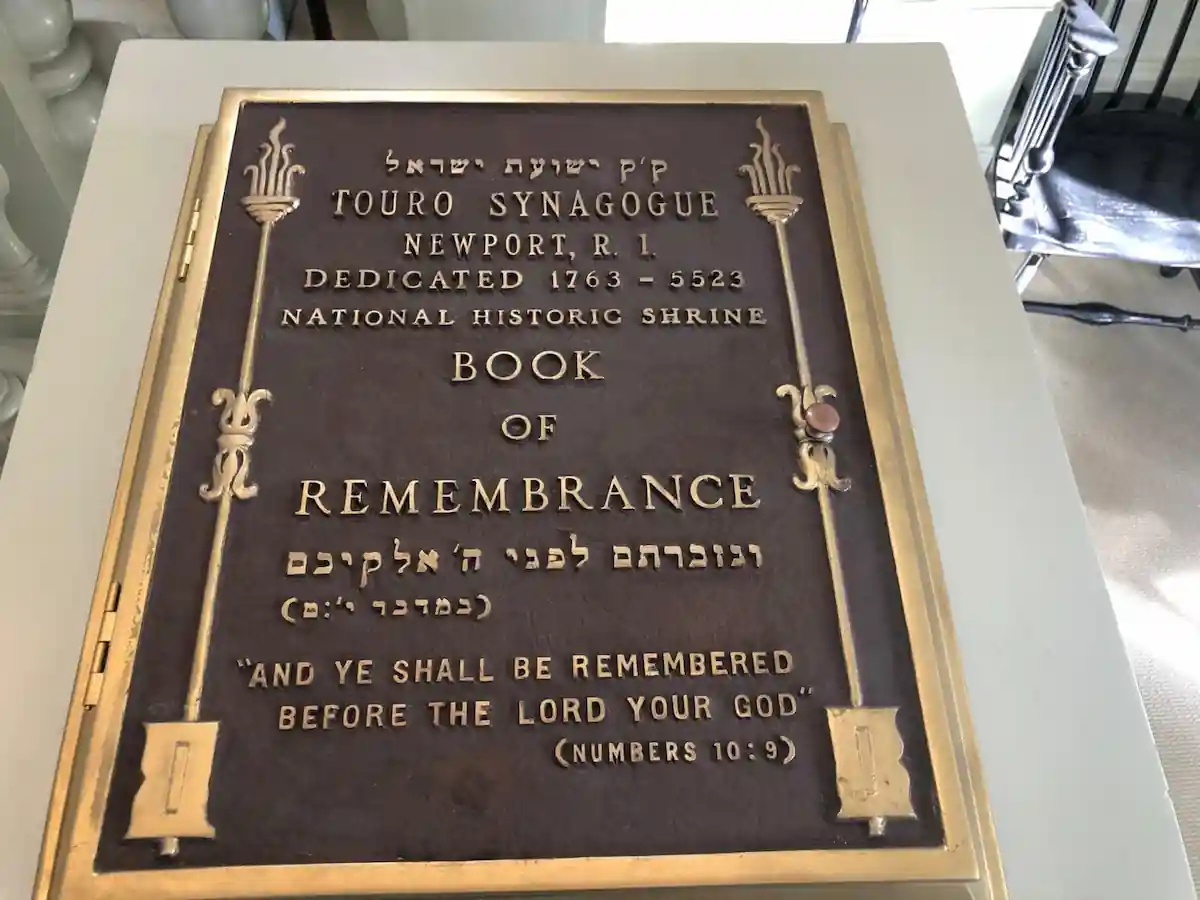 ק'ק ישועת ישראל
TOURO SYNAGOGUE
NEWPORT, R. I.
DEDICATED 1763 - 5523
NATIONAL HISTORIC SHRINE
BOOK
OF
REMEMBRANCE
ונזכרתם לפני ה' אלקיכם
(במדבר י':ט)
"AND YE SHALL BE REMEMBERED
BEFORE THE LORD YOUR GOD"
(NUMBERS 10:9)